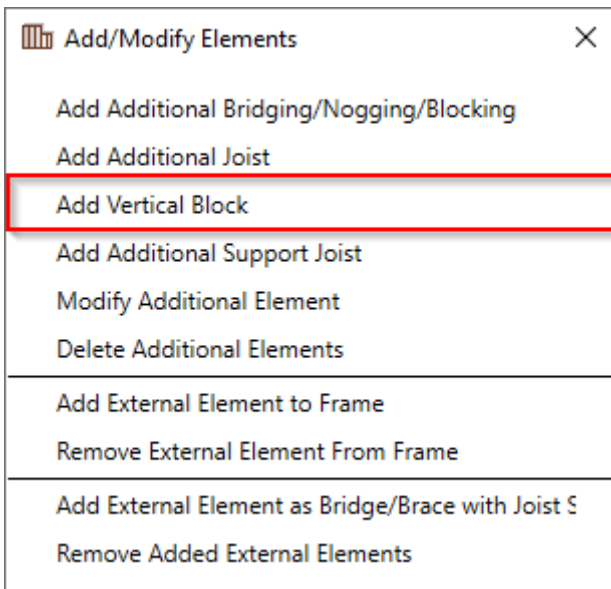 Add/Modify Elements
Add Additional Bridging/Nogging/Blocking
Add Additional Joist
Add Vertical Block
Add Additional Support Joist
Modify Additional Element
Delete Additional Elements
Add External Element to Frame
Remove External Element From Frame
Add External Element as Bridge/Brace with Joist S
Remove Added External Elements